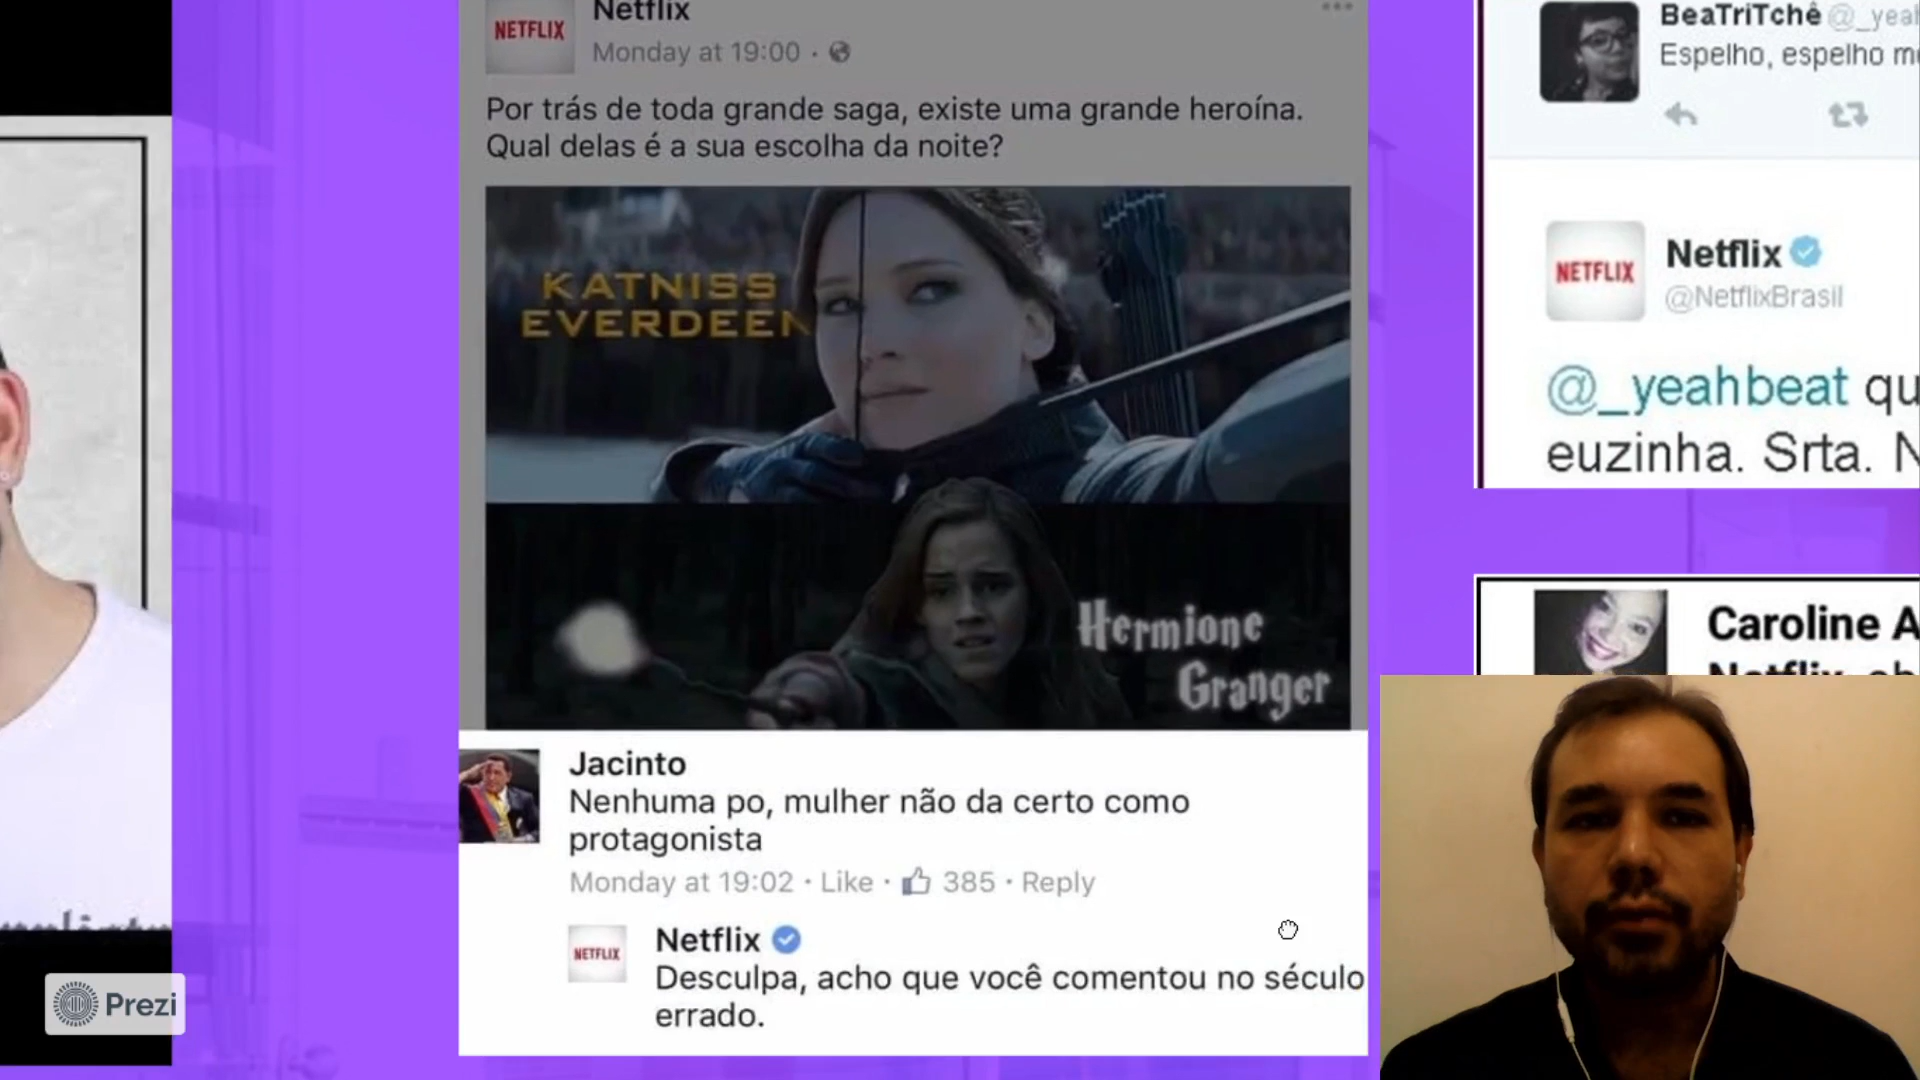 NETFLIX
Netflix
Monday at 19:00 ·
Por trás de toda grande saga, existe uma grande heroína.
Qual delas é a sua escolha da noite?
KATNISS
EVERDEEN
Hermione
Granger
Jacinto
Nenhuma po, mulher não da certo como
protagonista
Monday at 19:02 · Like · 385 · Reply
NETFLIX
Netflix
Desculpa, acho que você comentou no século
errado.
BeaTriTchê @_yeah
Espelho, espelho me
NETFLIX
Netflix
@NetflixBrasil
@_yeahbeat qu
euzinha. Srta. N
Caroline A
Prezi